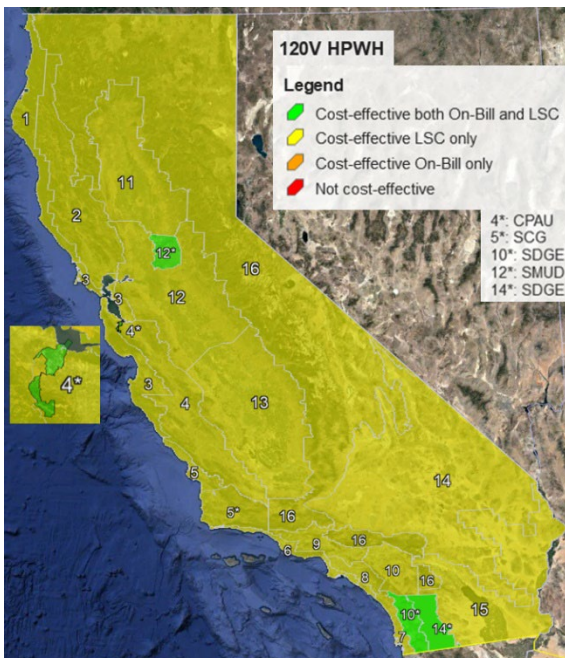 120V HPWH
Legend
Cost-effective both On-Bill and LSC
Cost-effective LSC only
Cost-effective On-Bill only
Not cost-effective
4*: CPAU
5*: SCG
10*: SDGE
12*: SMUD
14*: SDGE
1
11
2
12*
16
3
3
12
4*
4*
3
4
13
5
14
5*
16
6
9
16
8
10
16
15
10*
14*
7